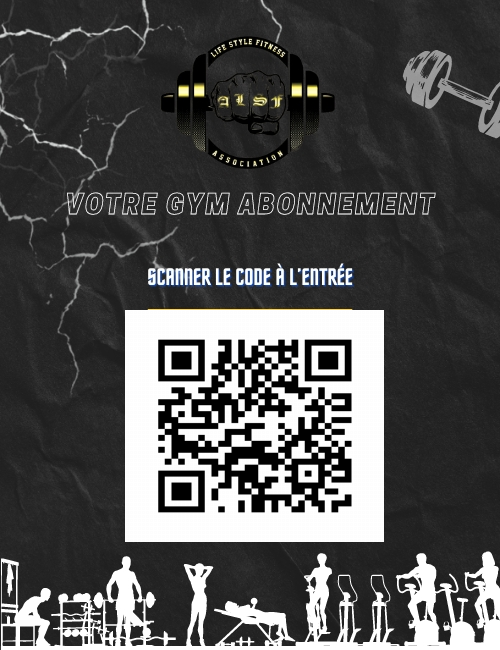 LIFE STYLE FITNESS
ALSF
ASSOCIATION
VOTRE GYM ABONNEMENT
SCANNER LE CODE À L'ENTRÉE